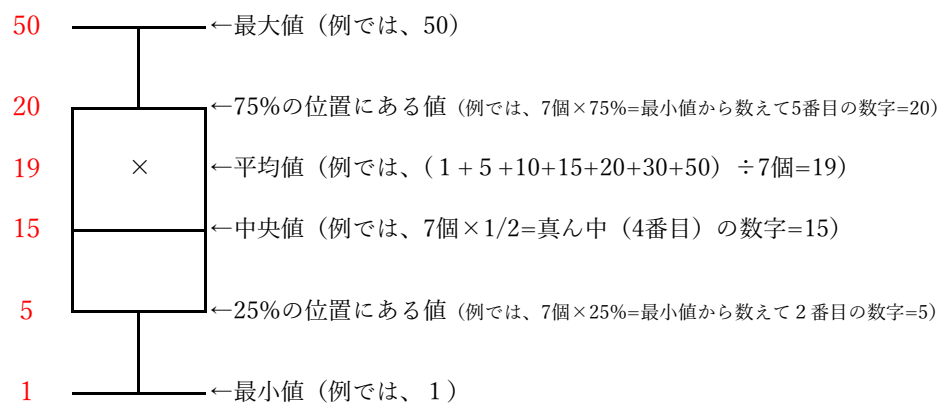 50 ←最大値（例では、50）
20 ←75%の位置にある値（例では、7個×75%=最小値から数えて5番目の数字=20）
19 × ←平均値（例では、（1＋5+10+15+20+30+50）÷7個=19）
15 ←中央値（例では、7個×1/2=真ん中（4番目）の数字=15）
5 ←25%の位置にある値（例では、7個×25%=最小値から数えて２番目の数字=5）
1 ←最小値（例では、１）